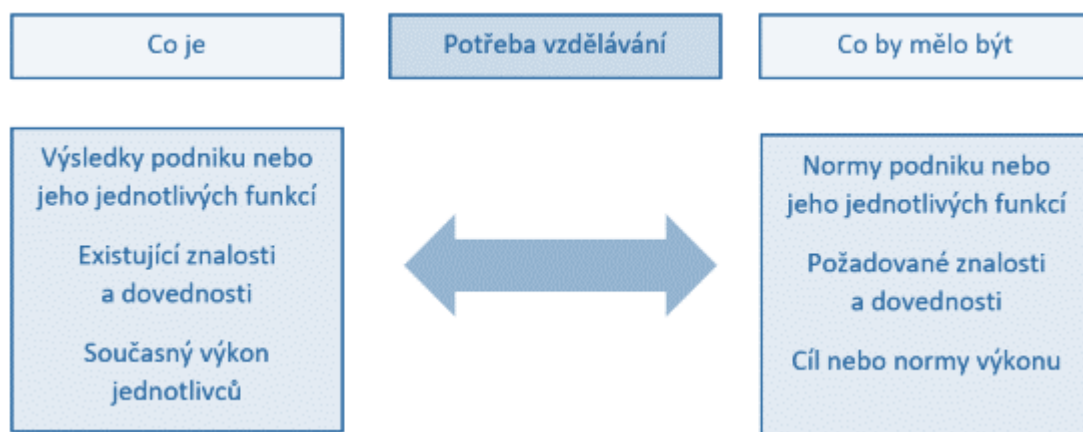 Co je
Potřeba vzdělávání
Co by mělo být
Výsledky podniku nebo
jeho jednotlivých funkcí
Existující znalosti
a dovednosti
Současný výkon
jednotlivců
Normy podniku nebo
jeho jednotlivých funkcí
Požadované znalosti
a dovednosti
Cíl nebo normy výkonu